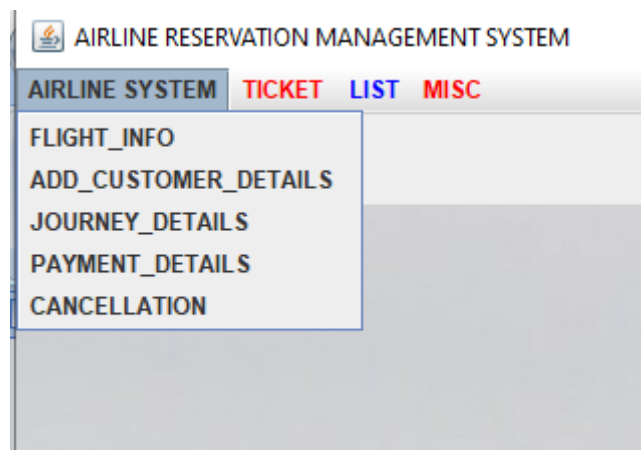 AIRLINE RESERVATION MANAGEMENT SYSTEM
AIRLINE SYSTEM TICKET LIST MISC
FLIGHT_INFO
ADD_CUSTOMER_DETAILS
JOURNEY_DETAILS
PAYMENT_DETAILS
CANCELLATION